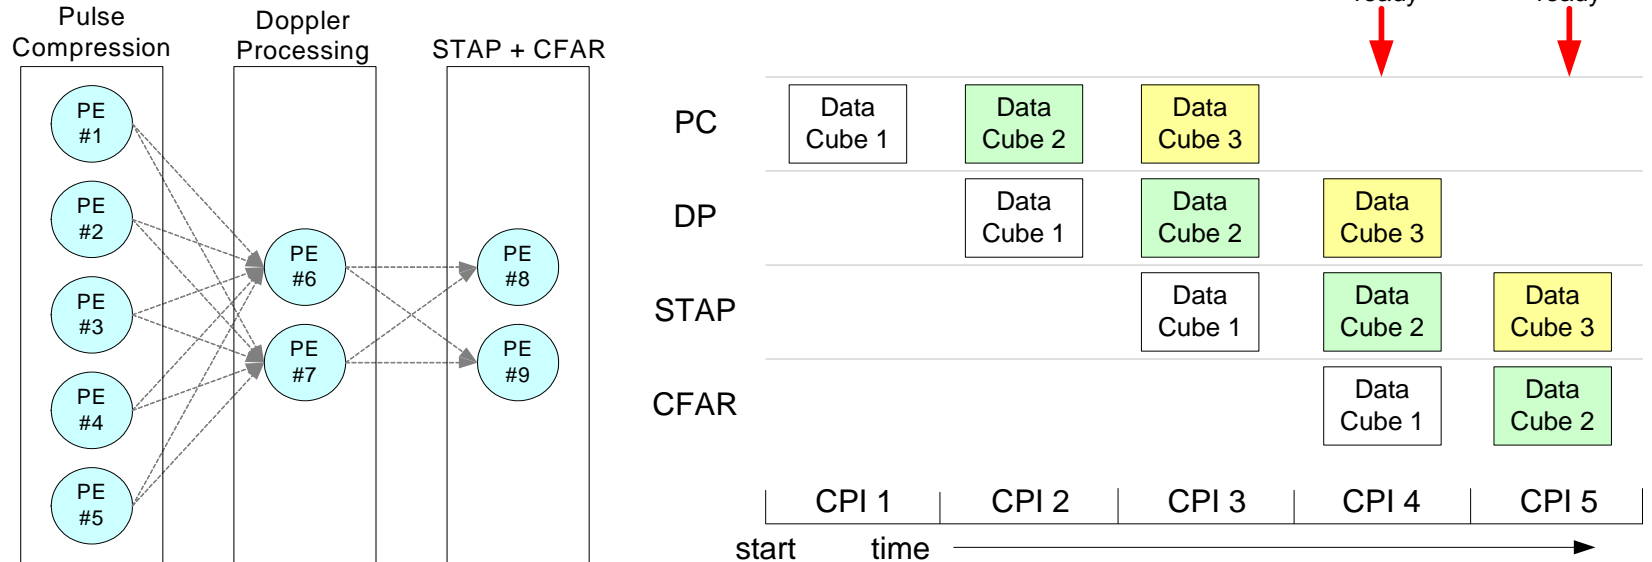 Pulse
Compression
Doppler
Processing
STAP + CFAR
PE
#1
PE
#2
PE
#3
PE
#4
PE
#5
PE
#6
PE
#7
PE
#8
PE
#9
ready
ready
PC
Data
Cube 1
Data
Cube 2
Data
Cube 3
DP
Data
Cube 1
Data
Cube 2
Data
Cube 3
STAP
Data
Cube 1
Data
Cube 2
Data
Cube 3
CFAR
Data
Cube 1
Data
Cube 2
CPI 1
CPI 2
CPI 3
CPI 4
CPI 5
start
time